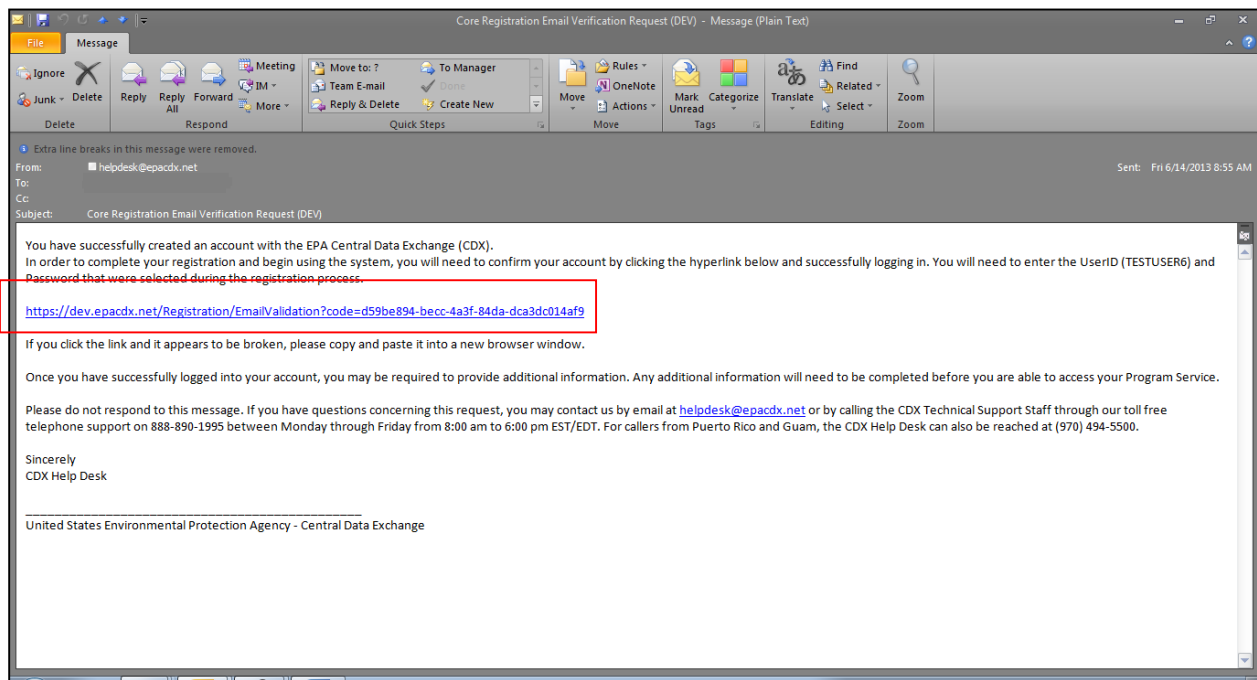 Core Registration Email Verification Request (DEV) - Message (Plain Text)
File Message
Ignore
Junk
Delete
Reply
Reply All
Forward
Meeting
IM
More
Move to: ?
Team E-mail
Reply & Delete
To Manager
Done
Create New
Move
Rules
OneNote
Actions
Mark Unread
Categorize
Translate
Find
Related
Select
Zoom
Delete Respond Quick Steps Move Tags Editing Zoom
Extra line breaks in this message were removed.
From: helpdesk@epacdx.net Sent: Fri 6/14/2013 8:55 AM
To:
Cc:
Subject: Core Registration Email Verification Request (DEV)
You have successfully created an account with the EPA Central Data Exchange (CDX).
In order to complete your registration and begin using the system, you will need to confirm your account by clicking the hyperlink below and successfully logging in. You will need to enter the UserID (TESTUSER6) and
Password that were selected during the registration process.
https://dev.epacdx.net/Registration/EmailValidation?code=d59be894-becc-4a3f-84da-dca3dc014af9
If you click the link and it appears to be broken, please copy and paste it into a new browser window.
Once you have successfully logged into your account, you may be required to provide additional information. Any additional information will need to be completed before you are able to access your Program Service.
Please do not respond to this message. If you have questions concerning this request, you may contact us by email at helpdesk@epacdx.net or by calling the CDX Technical Support Staff through our toll free
telephone support on 888-890-1995 between Monday through Friday from 8:00 am to 6:00 pm EST/EDT. For callers from Puerto Rico and Guam, the CDX Help Desk can also be reached at (970) 494-5500.
Sincerely
CDX Help Desk
United States Environmental Protection Agency - Central Data Exchange